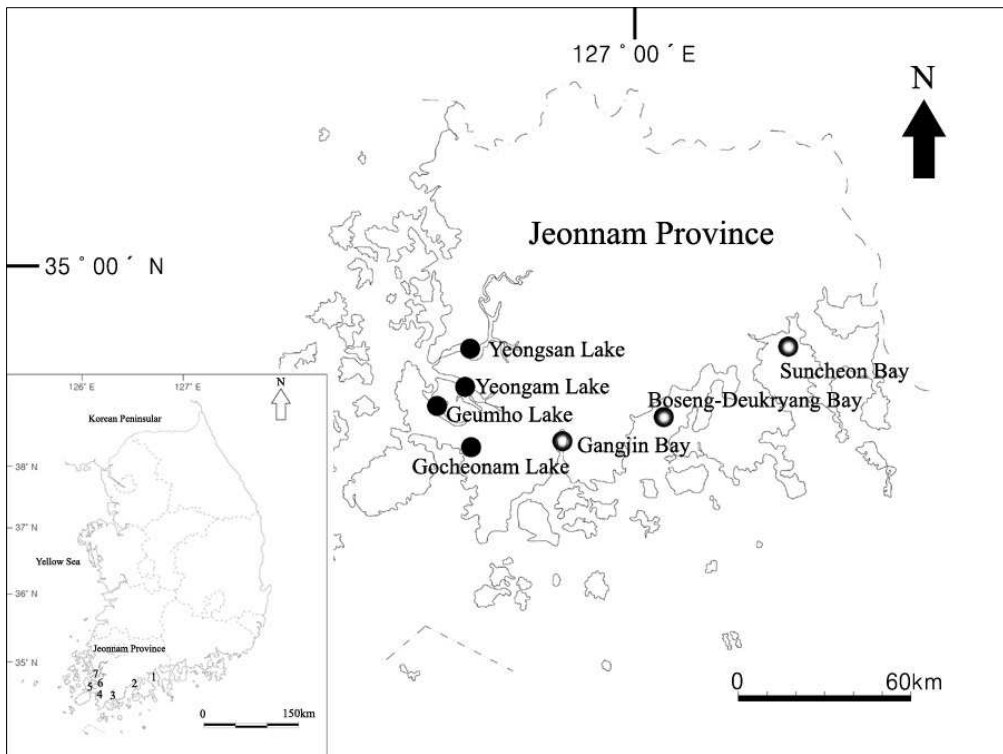 127°00´E
N
Jeonnam Province
35°00´N
Yeongsan Lake
Suncheon Bay
Yeongam Lake
Boseng-Deukryang Bay
Geumho Lake
Gangjin Bay
Gocheonam Lake
0 60km
126° E 127° E
N
Korean Peninsular
38° N
37° N
Yellow Sea
36° N
Jeonnam Province
35° N
7
1
6
5
2
4
3
0 150km